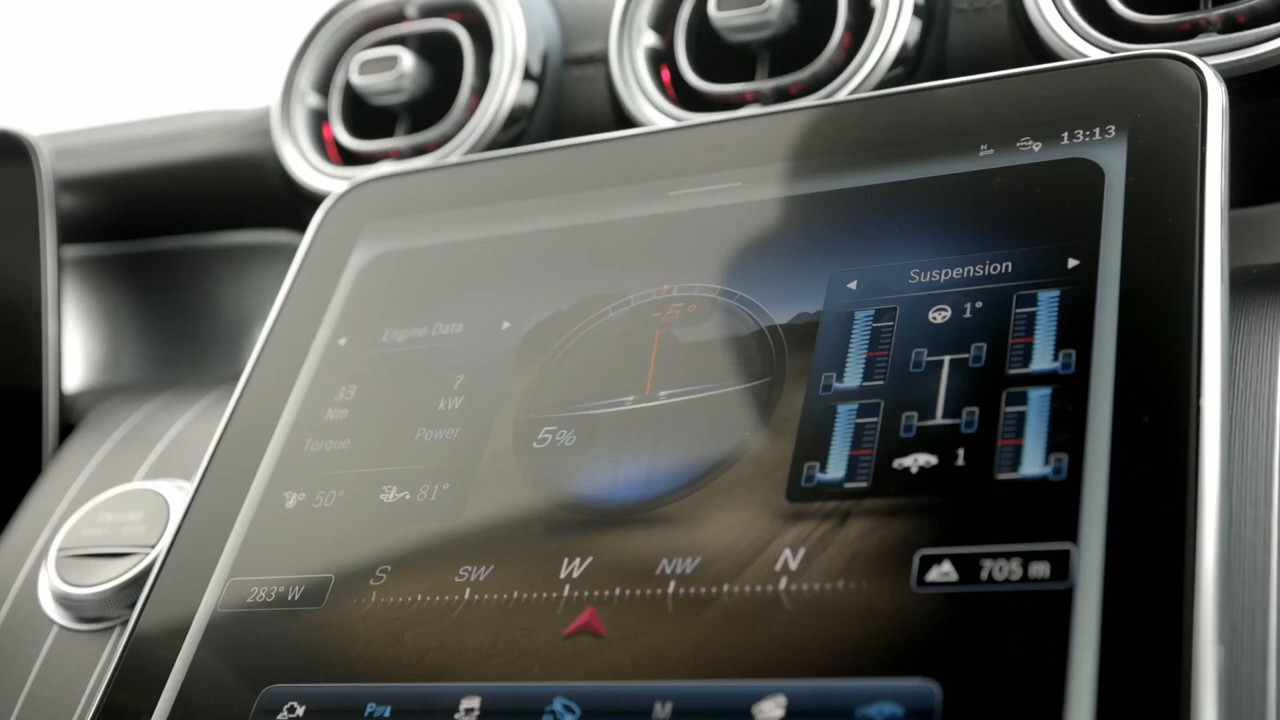 13:13
Suspension
1°
1
Engine Data
13
Nm
Torque
7
kW
Power
50°
81°
-5°
5%
S SW W NW N
283° W
705 m
M